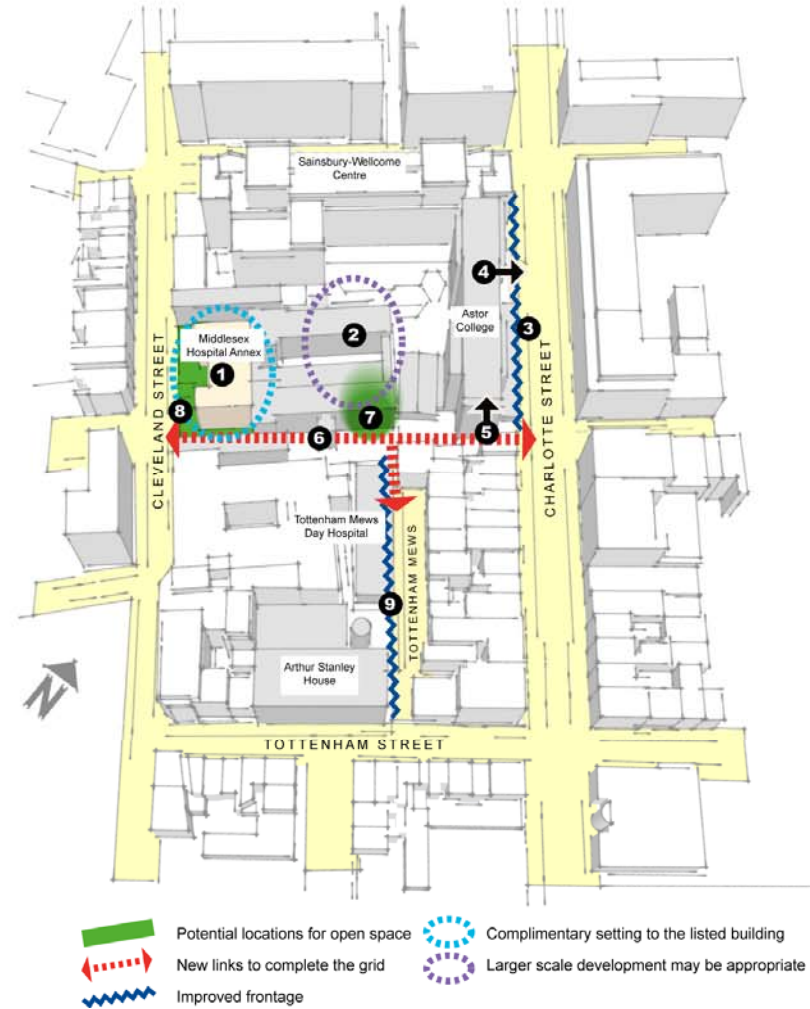 Sainsbury-Wellcome
Centre
4
Astor
College
3
2
Middlesex
Hospital Annex
1
CLEVELAND STREET
CHARLOTTE STREET
8
7
6
5
Tottenham Mews
Day Hospital
TOTTENHAM MEWS
9
N
Arthur Stanley
House
TOTTENHAM STREET
Potential locations for open space
Complimentary setting to the listed building
New links to complete the grid
Larger scale development may be appropriate
Improved frontage